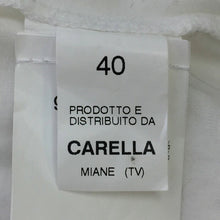 40
PRODOTTO E
DISTRIBUITO DA
CARELLA
MIANE (TV)